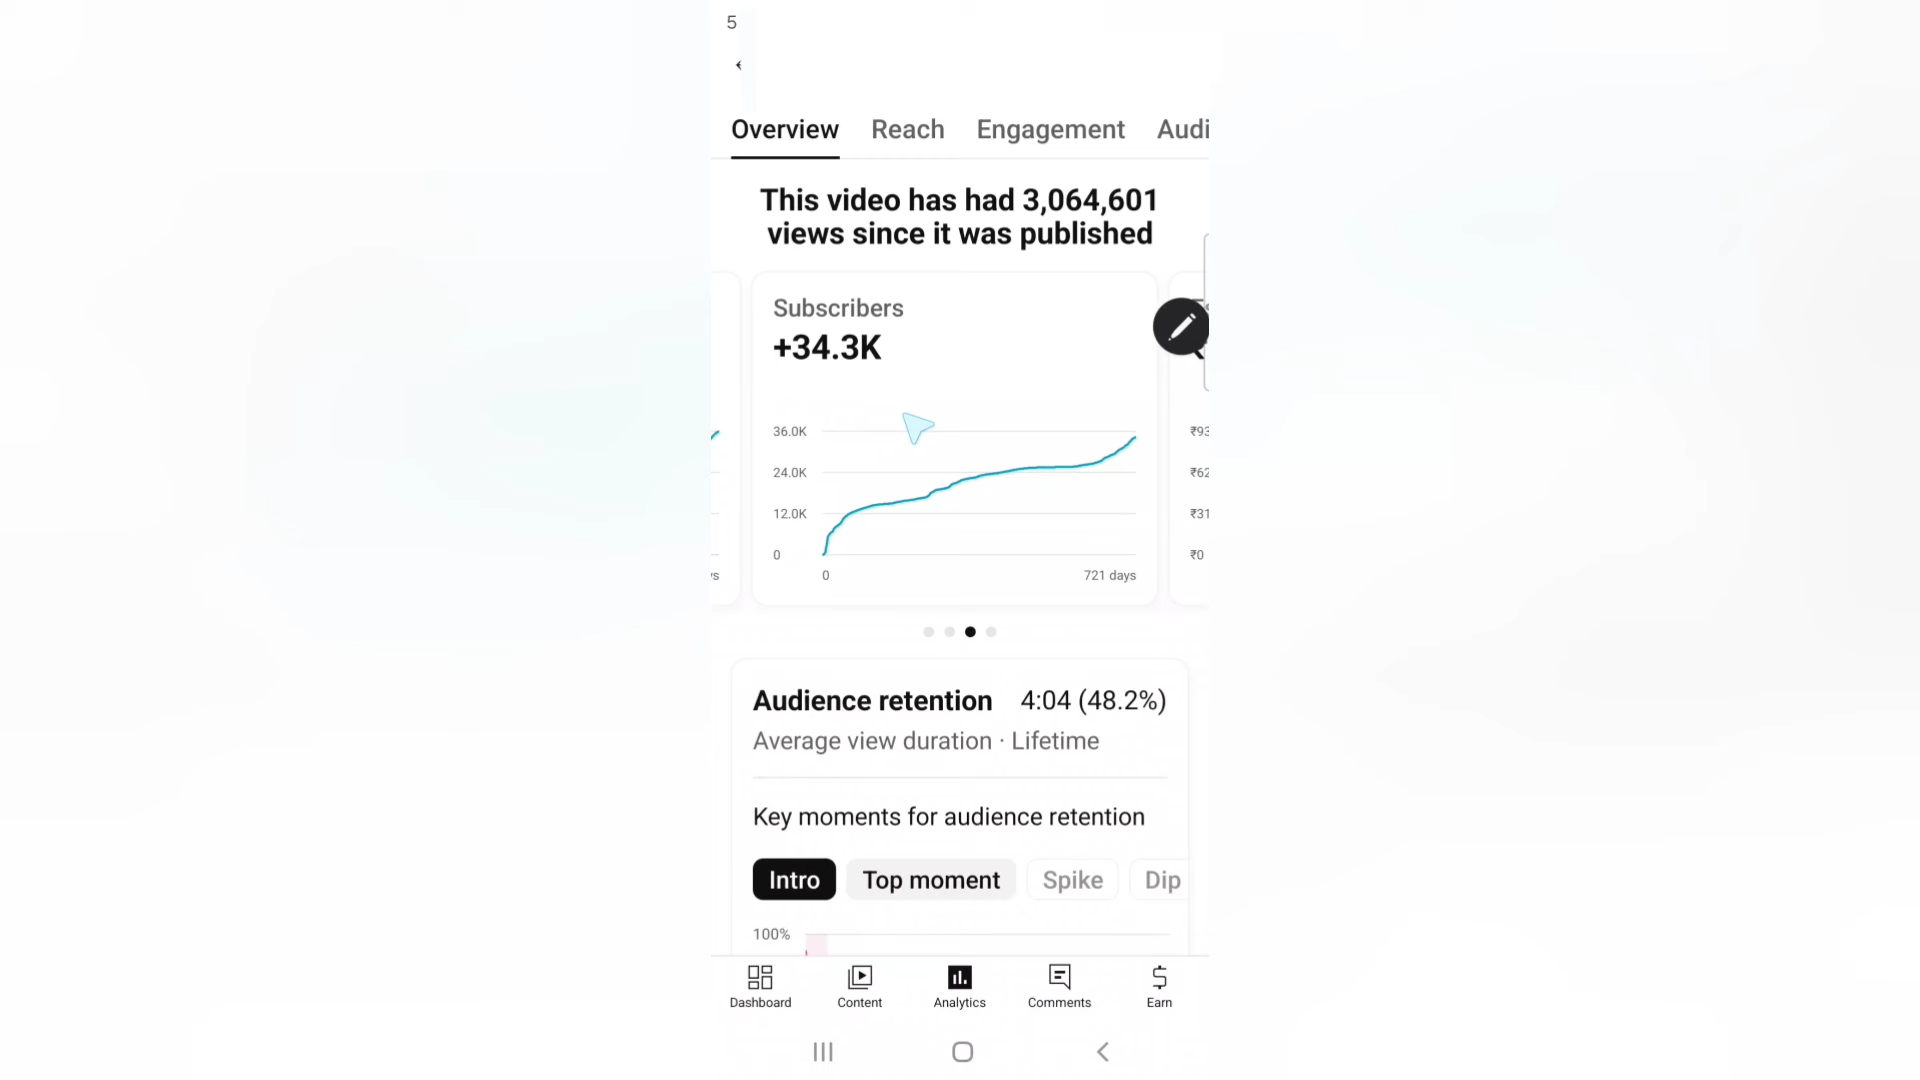 5
Overview Reach Engagement Audi
This video has had 3,064,601
views since it was published
Subscribers
+34.3K
36.0K
24.0K
12.0K
0
0 721 days
₹93
₹62
₹31
₹0
Audience retention 4:04 (48.2%)
Average view duration · Lifetime
Key moments for audience retention
Intro Top moment Spike Dip
100%
Dashboard Content Analytics Comments Earn